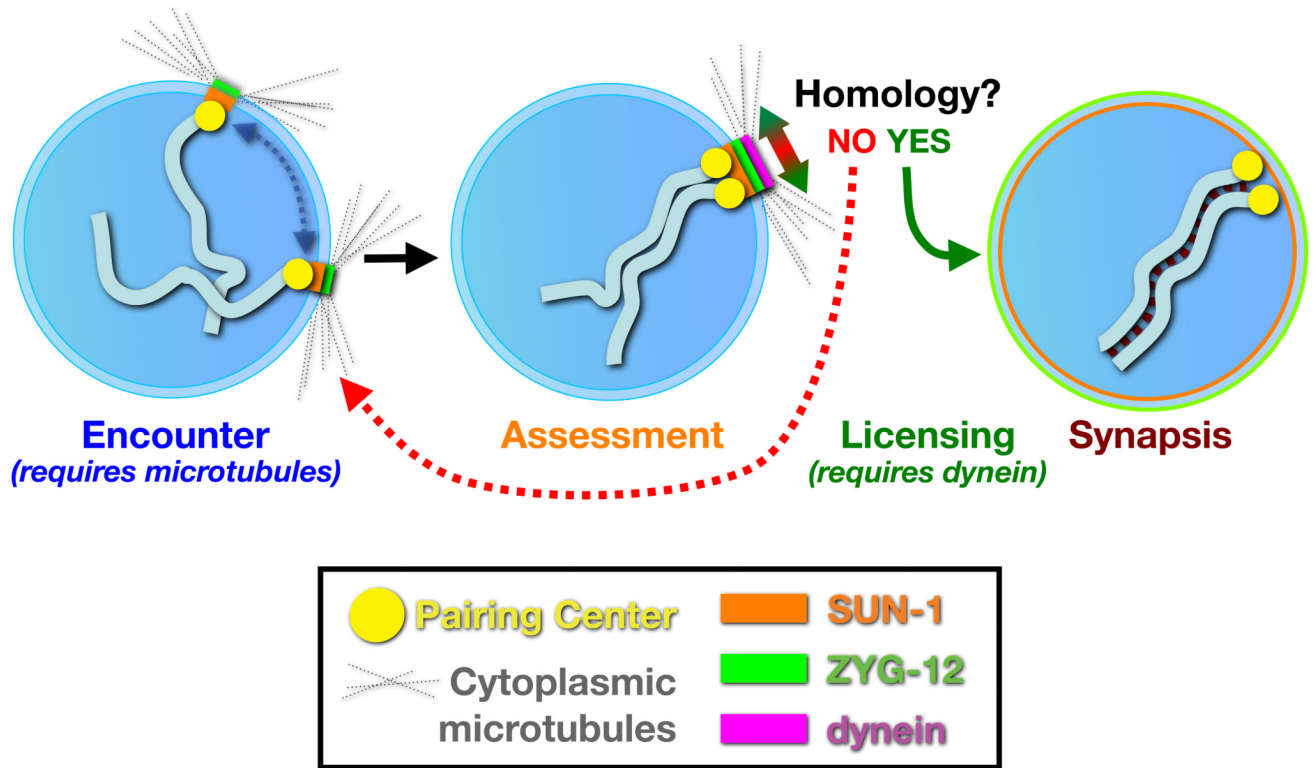 Homology?
NO YES
Encounter
(requires microtubules)
Assessment
Licensing
(requires dynein)
Synapsis
Pairing Center
Cytoplasmic
microtubules
SUN-1
ZYG-12
dynein